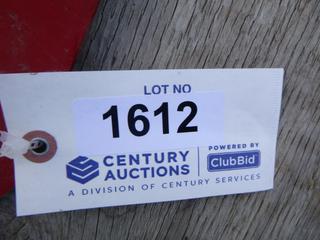 LOT NO
1612
CENTURY AUCTIONS
POWERED BY
ClubBid
A DIVISION OF CENTURY SERVICES